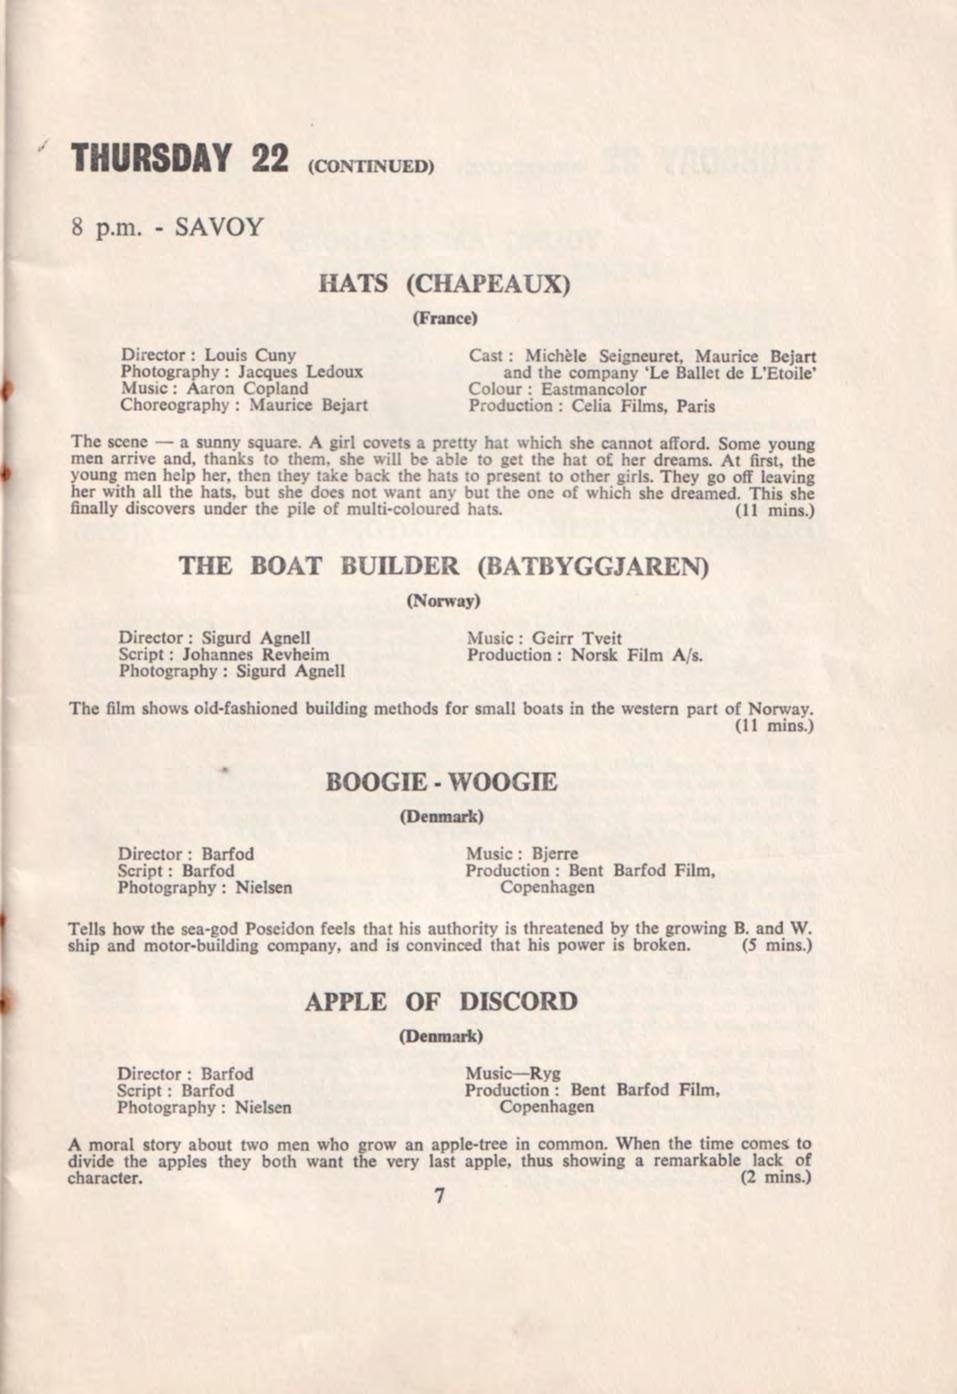 THURSDAY 22 (CONTINUED)
8 p.m. - SAVOY
HATS (CHAPEAUX)
(France)
Director : Louis Cuny
Photography : Jacques Ledoux
Music : Aaron Copland
Choreography : Maurice Bejart
Cast : Michèle Seigneuret, Maurice Bejart
and the company ‘Le Ballet de L’Etoile’
Colour : Eastmancolor
Production : Celia Films, Paris
The scene — a sunny square. A girl covets a pretty hat which she cannot afford. Some young
men arrive and, thanks to them, she will be able to get the hat of her dreams. At first, the
young men help her, then they take back the hats to present to other girls. They go off leaving
her with all the hats, but she does not want any but the one of which she dreamed. This she
finally discovers under the pile of multi-coloured hats. (11 mins.)
THE BOAT BUILDER (BATBYGGJAREN)
(Norway)
Director : Sigurd Agnell
Script : Johannes Revheim
Photography : Sigurd Agnell
Music : Geirr Tveit
Production : Norsk Film A/s.
The film shows old-fashioned building methods for small boats in the western part of Norway.
(11 mins.)
BOOGIE - WOOGIE
(Denmark)
Director : Barfod
Script : Barfod
Photography : Nielsen
Music : Bjerre
Production : Bent Barfod Film,
Copenhagen
Tells how the sea-god Poseidon feels that his authority is threatened by the growing B. and W.
ship and motor-building company, and is convinced that his power is broken. (5 mins.)
APPLE OF DISCORD
(Denmark)
Director : Barfod
Script : Barfod
Photography : Nielsen
Music—Ryg
Production : Bent Barfod Film,
Copenhagen
A moral story about two men who grow an apple-tree in common. When the time comes to
divide the apples they both want the very last apple, thus showing a remarkable lack of
character. (2 mins.)
7